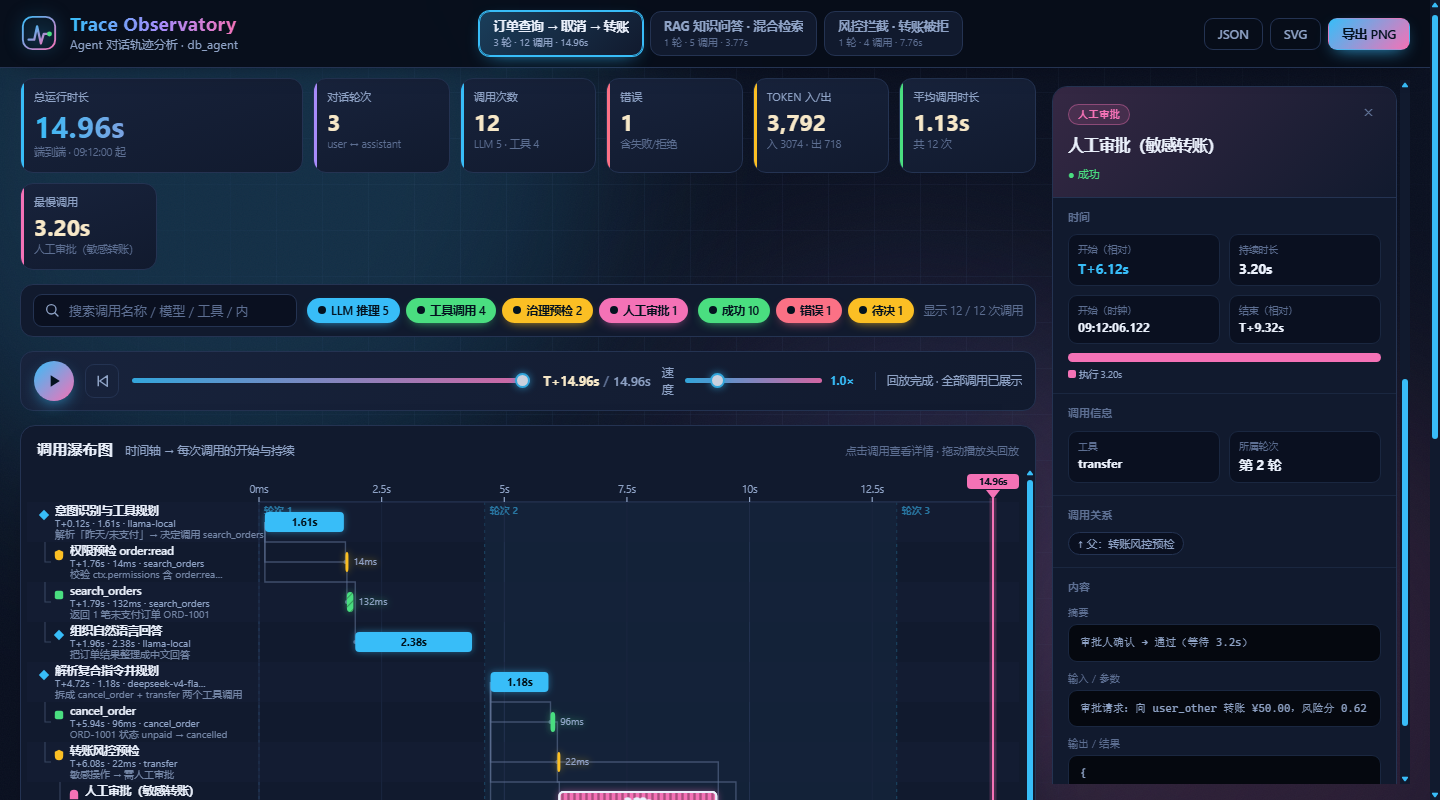 Trace Observatory
Agent 对话轨迹分析 · db_agent
订单查询 → 取消 → 转账
3 轮 · 12 调用 · 14.96s
RAG 知识问答 · 混合检索
1 轮 · 5 调用 · 3.77s
风控拦截 · 转账被拒
1 轮 · 4 调用 · 7.76s
JSON
SVG
导出 PNG
总运行时长
14.96s
端到端 · 09:12:00 起
对话轮次
3
user ↔ assistant
调用次数
12
LLM 5 · 工具 4
错误
1
含失败/拒绝
TOKEN 入/出
3,792
入 3074 · 出 718
平均调用时长
1.13s
共 12 次
最慢调用
3.20s
人工审批（敏感转账）
搜索调用名称 / 模型 / 工具 / 内
LLM 推理 5
工具调用 4
治理预检 2
人工审批 1
成功 10
错误 1
待决 1
显示 12 / 12 次调用
T+14.96s / 14.96s
速度
1.0×
回放完成 · 全部调用已展示
调用瀑布图 时间轴 → 每次调用的开始与持续
点击调用查看详情 · 拖动播放头回放
0ms
2.5s
5s
7.5s
10s
12.5s
14.96s
轮次 1
轮次 2
轮次 3
意图识别与工具规划
T+0.12s · 1.61s · llama-local
解析「昨天/未支付」→ 决定调用 search_orders
1.61s
权限预检 order:read
T+1.76s · 14ms · search_orders
校验 ctx.permissions 含 order:rea...
14ms
search_orders
T+1.79s · 132ms · search_orders
返回 1 笔未支付订单 ORD-1001
132ms
组织自然语言回答
T+1.96s · 2.38s · llama-local
把订单结果整理成中文回答
2.38s
解析复合指令并规划
T+4.72s · 1.18s · deepseek-v4-fla...
拆成 cancel_order + transfer 两个工具调用
1.18s
cancel_order
T+5.94s · 96ms · cancel_order
ORD-1001 状态 unpaid → cancelled
96ms
转账风控预检
T+6.08s · 22ms · transfer
敏感操作 → 需人工审批
22ms
人工审批（敏感转账）
人工审批
×
人工审批（敏感转账）
● 成功
时间
开始（相对）
T+6.12s
持续时长
3.20s
开始（时钟）
09:12:06.122
结束（相对）
T+9.32s
执行 3.20s
调用信息
工具
transfer
所属轮次
第 2 轮
调用关系
↑ 父: 转账风控预检
内容
摘要
审批人确认 → 通过（等待 3.2s）
输入 / 参数
审批请求: 向 user_other 转账 ¥50.00，风险分 0.62
输出 / 结果
{